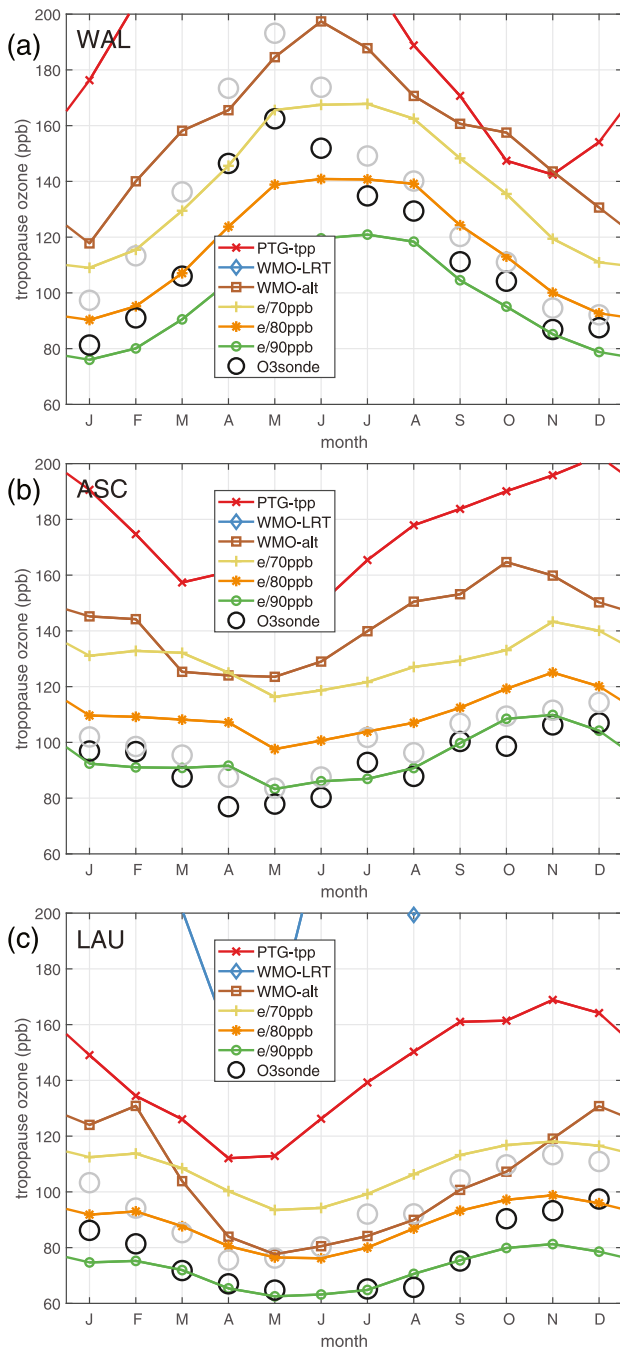 (a)
WAL
tropopause ozone (ppb)
200
180
160
140
120
100
80
60
PTG-tpp
WMO-LRT
WMO-alt
e/70ppb
e/80ppb
e/90ppb
O3sonde
J F M A M J J A S O N D
month
(b)
ASC
tropopause ozone (ppb)
200
180
160
140
120
100
80
60
PTG-tpp
WMO-LRT
WMO-alt
e/70ppb
e/80ppb
e/90ppb
O3sonde
J F M A M J J A S O N D
month
(c)
LAU
tropopause ozone (ppb)
200
180
160
140
120
100
80
60
PTG-tpp
WMO-LRT
WMO-alt
e/70ppb
e/80ppb
e/90ppb
O3sonde
J F M A M J J A S O N D
month